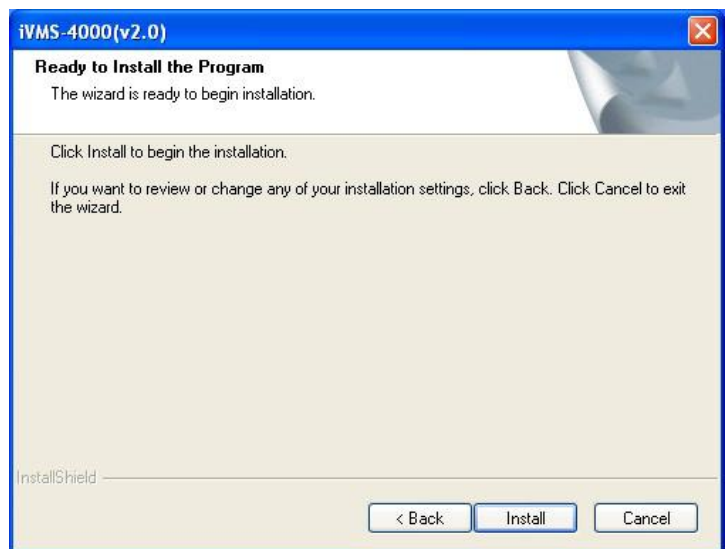 iVMS-4000(v2.0)
Ready to Install the Program
The wizard is ready to begin installation.
Click Install to begin the installation.
If you want to review or change any of your installation settings, click Back. Click Cancel to exit
the wizard.
InstallShield
< Back Install Cancel